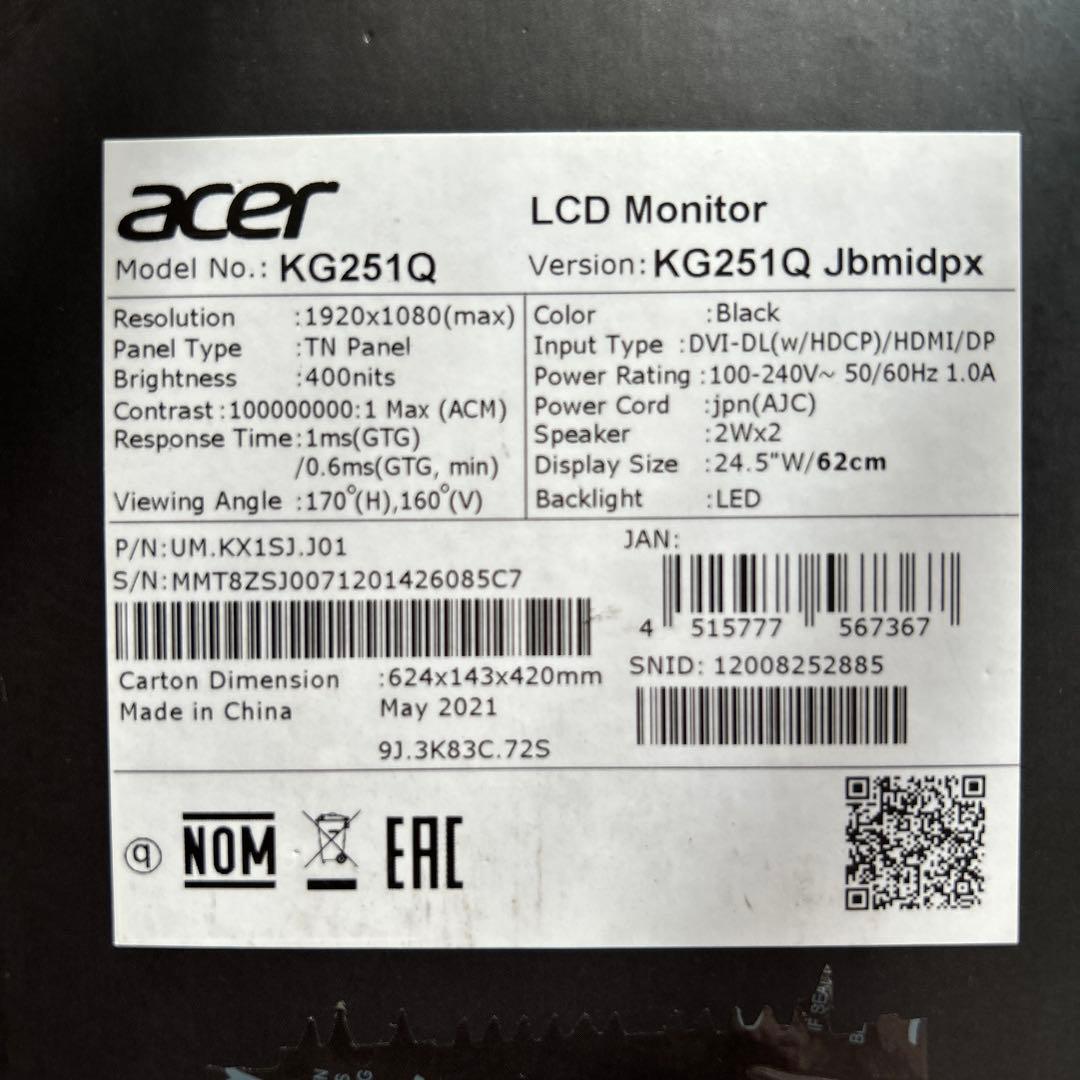 acer
LCD Monitor
Model No.: KG251Q
Version: KG251Q Jbmidpx
Resolution :1920x1080(max)
Panel Type :TN Panel
Brightness :400nits
Contrast :100000000:1 Max (ACM)
Response Time:1ms(GTG)
/0.6ms(GTG, min)
Viewing Angle :170°(H),160°(V)
Color :Black
Input Type :DVI-DL(w/HDCP)/HDMI/DP
Power Rating :100-240V~ 50/60Hz 1.0A
Power Cord :jpn(AJC)
Speaker :2Wx2
Display Size :24.5"W/62cm
Backlight :LED
P/N:UM.KX1SJ.J01
S/N:MMT8ZSJ0071201426085C7
JAN:
4 515777 567367
SNID: 12008252885
Carton Dimension :624x143x420mm
Made in China May 2021
9J.3K83C.72S
q NOM EAC
IF SEAL